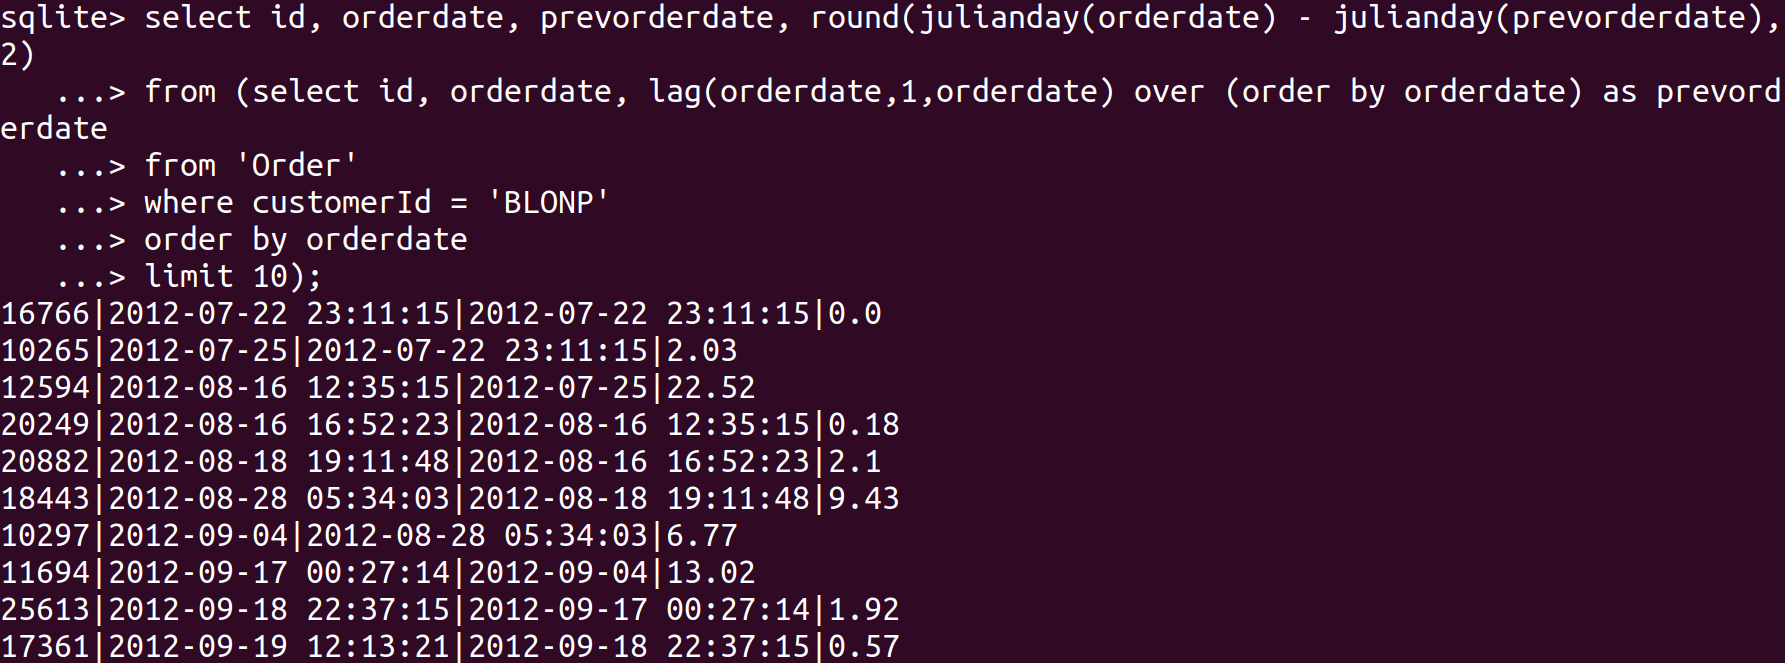 sqlite> select id, orderdate, prevorderdate, round(julianday(orderdate) - julianday(prevorderdate),
2)
   ...> from (select id, orderdate, lag(orderdate,1,orderdate) over (order by orderdate) as prevord
erdate
   ...> from 'Order'
   ...> where customerId = 'BLONP'
   ...> order by orderdate
   ...> limit 10);
16766|2012-07-22 23:11:15|2012-07-22 23:11:15|0.0
10265|2012-07-25|2012-07-22 23:11:15|2.03
12594|2012-08-16 12:35:15|2012-07-25|22.52
20249|2012-08-16 16:52:23|2012-08-16 12:35:15|0.18
20882|2012-08-18 19:11:48|2012-08-16 16:52:23|2.1
18443|2012-08-28 05:34:03|2012-08-18 19:11:48|9.43
10297|2012-09-04|2012-08-28 05:34:03|6.77
11694|2012-09-17 00:27:14|2012-09-04|13.02
25613|2012-09-18 22:37:15|2012-09-17 00:27:14|1.92
17361|2012-09-19 12:13:21|2012-09-18 22:37:15|0.57